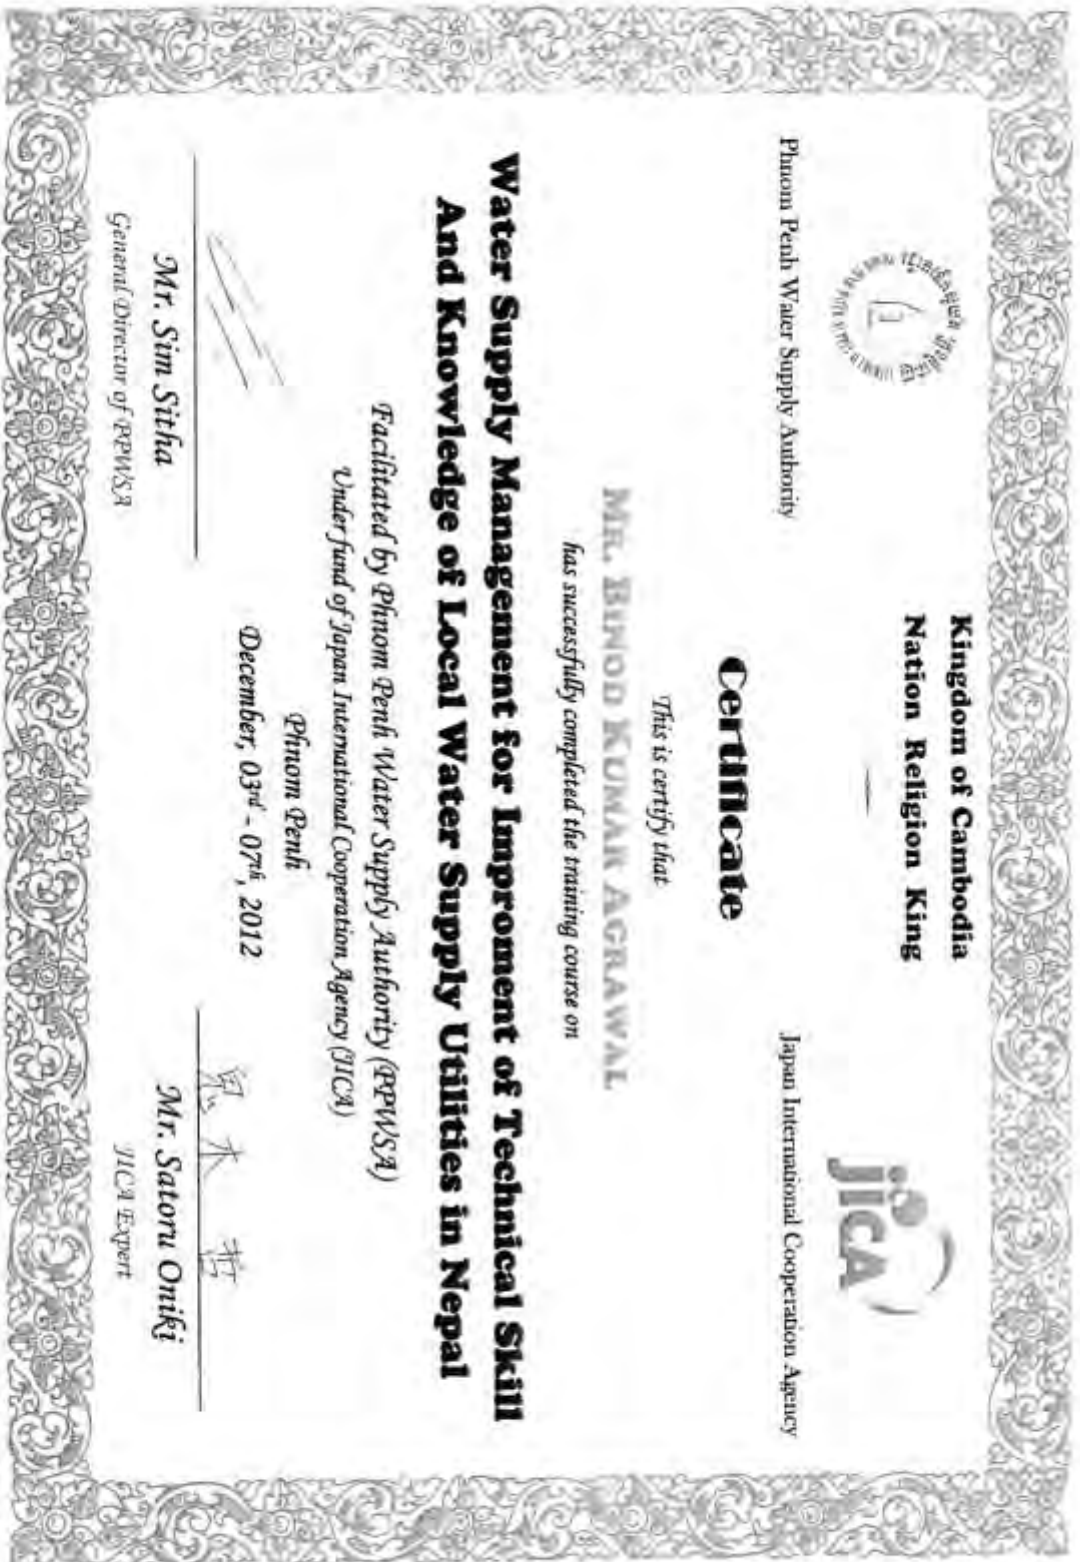 Kingdom of Cambodia
Nation Religion King
Phnom Penh Water Supply Authority
jica
Japan International Cooperation Agency
Certificate
This is certify that
MR. BINOD KUMAR AGRAWAL
has successfully completed the training course on
Water Supply Management for Improment of Technical Skill
And Knowledge of Local Water Supply Utilities in Nepal
Facilitated by Phnom Penh Water Supply Authority (PPWSA)
Under fund of Japan International Cooperation Agency (JICA)
Phnom Penh
December, 03rd - 07th, 2012
鬼木 哲
Mr. Sim Sitha
General Director of PPWSA
Mr. Satoru Oniki
JICA Expert